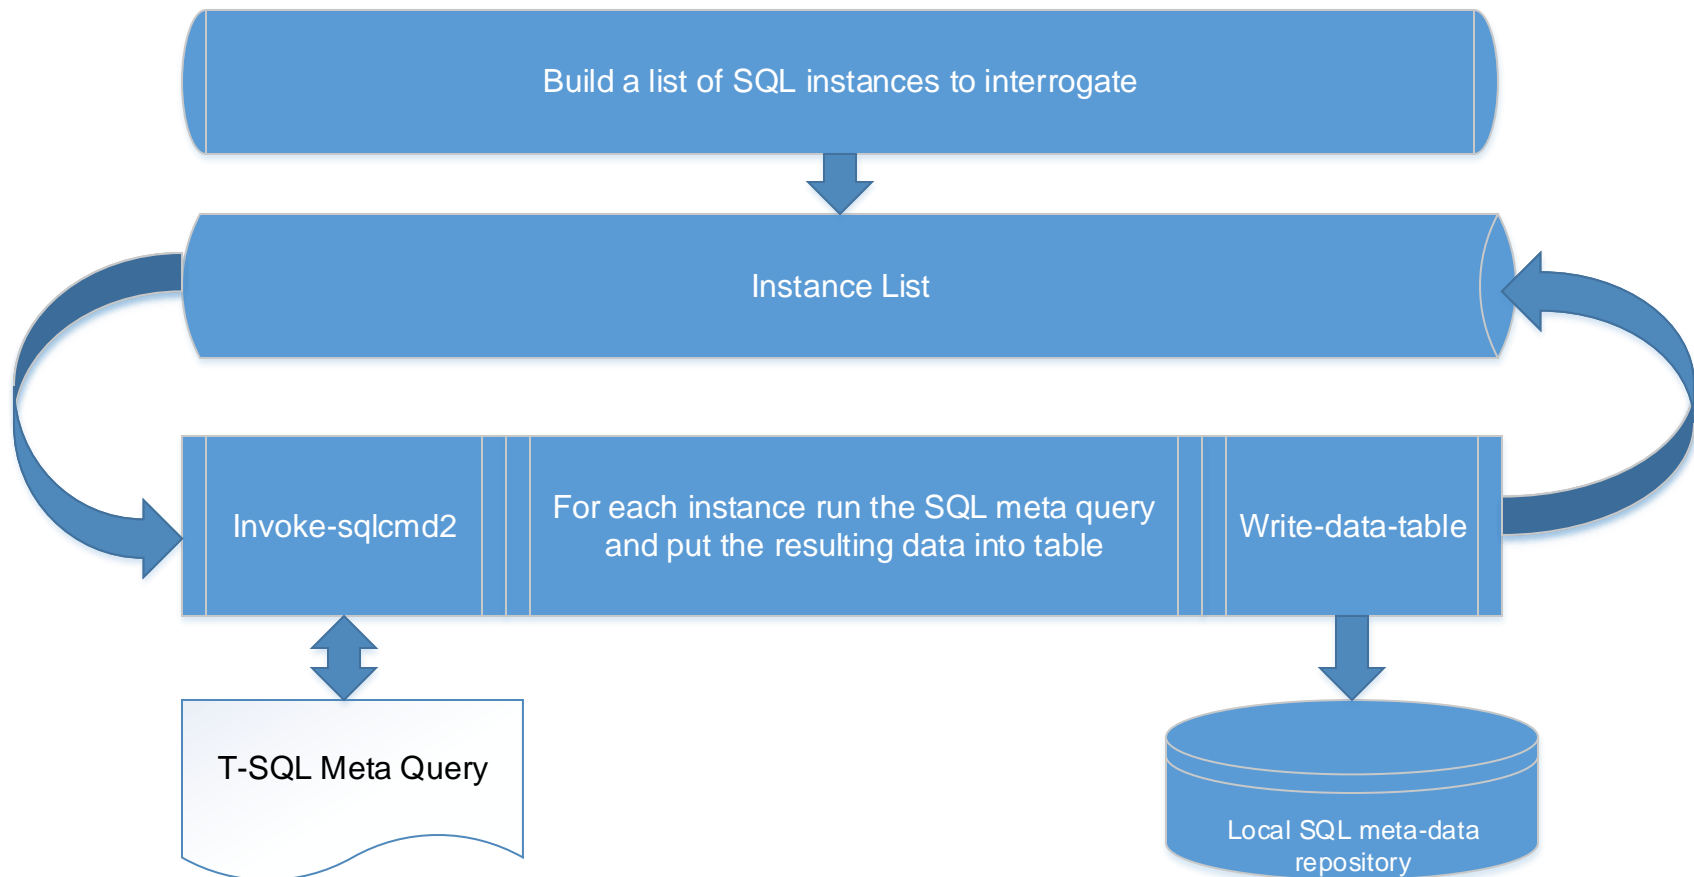 Build a list of SQL instances to interrogate
Instance List
Invoke-sqlcmd2
For each instance run the SQL meta query
and put the resulting data into table
Write-data-table
T-SQL Meta Query
Local SQL meta-data
repository